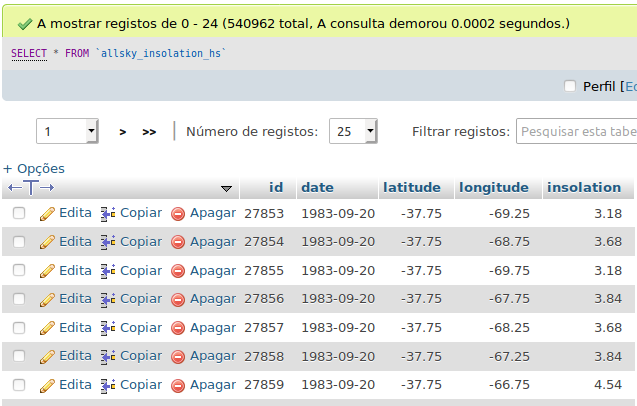 A mostrar registos de 0 - 24 (540962 total, A consulta demorou 0.0002 segundos.)
SELECT * FROM `allsky_insolation_hs`
Perfil [Ed
1 > >> Número de registos: 25 Filtrar registos: Pesquisar esta tabe
+ Opções
←T→ id date latitude longitude insolation
Edita Copiar Apagar 27853 1983-09-20 -37.75 -69.25 3.18
Edita Copiar Apagar 27854 1983-09-20 -37.75 -68.75 3.68
Edita Copiar Apagar 27855 1983-09-20 -37.75 -69.75 3.18
Edita Copiar Apagar 27856 1983-09-20 -37.75 -67.75 3.84
Edita Copiar Apagar 27857 1983-09-20 -37.75 -68.25 3.68
Edita Copiar Apagar 27858 1983-09-20 -37.75 -67.25 3.84
Edita Copiar Apagar 27859 1983-09-20 -37.75 -66.75 4.54